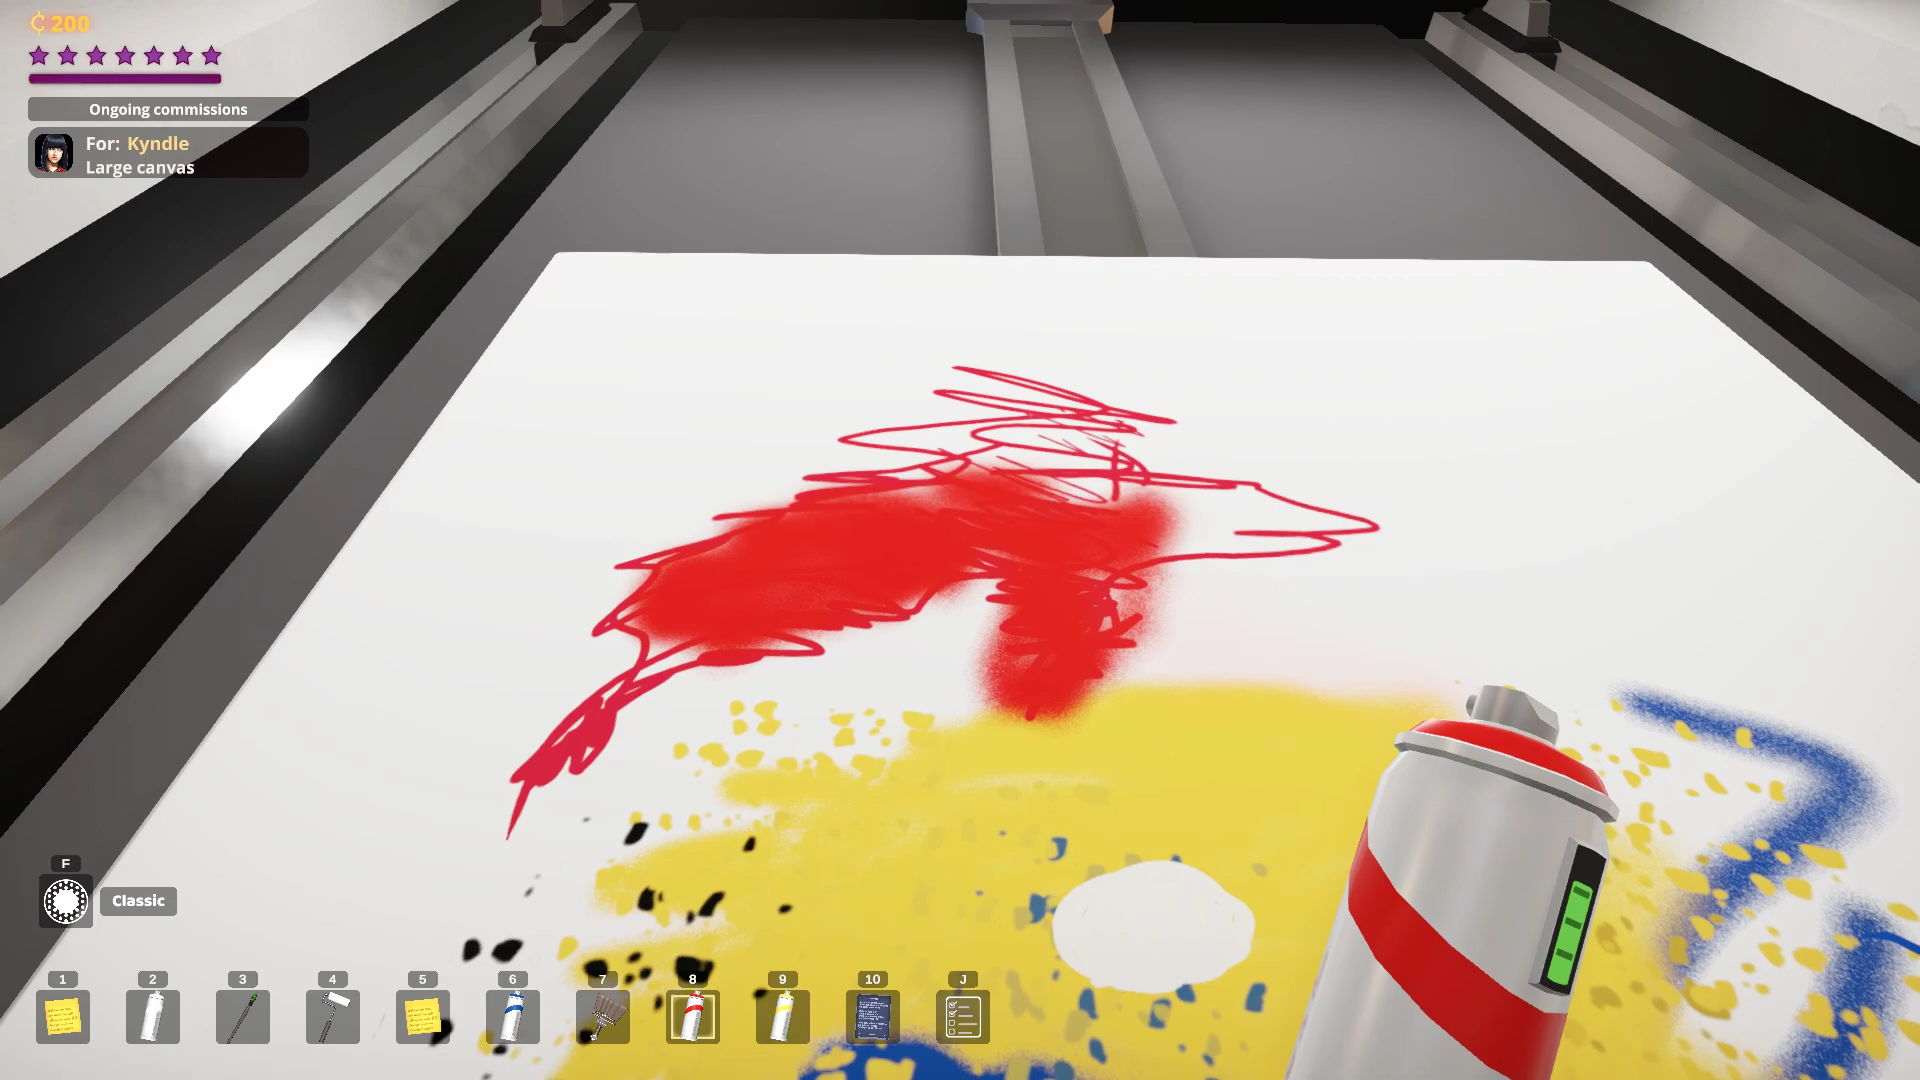 ₵ 200
Ongoing commissions
For: Kyndle
Large canvas
F
Classic
1 2 3 4 5 6 7 8 9 10 J